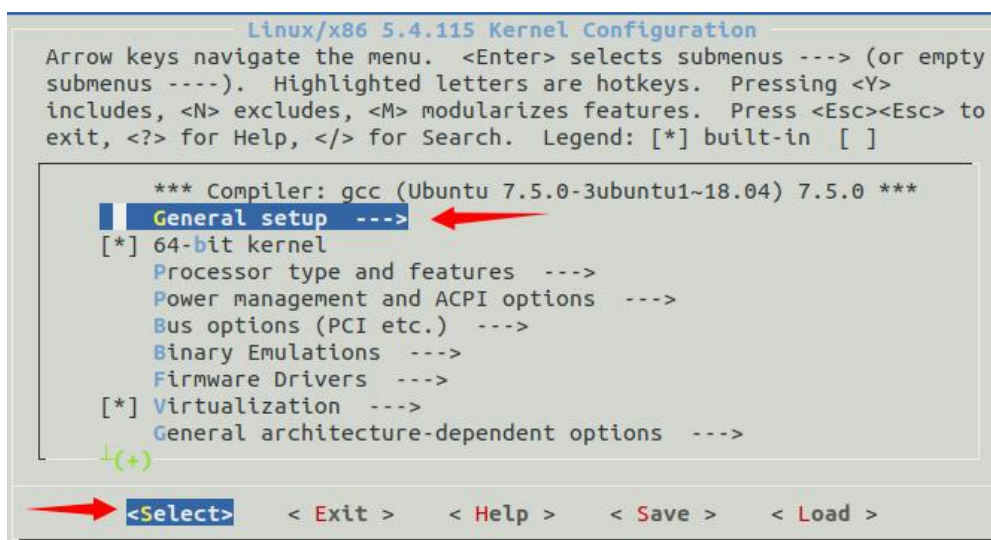 Linux/x86 5.4.115 Kernel Configuration
Arrow keys navigate the menu.  <Enter> selects submenus ---> (or empty
submenus ----).  Highlighted letters are hotkeys.  Pressing <Y>
includes, <N> excludes, <M> modularizes features.  Press <Esc><Esc> to
exit, <?> for Help, </> for Search.  Legend: [*] built-in  [ ]
*** Compiler: gcc (Ubuntu 7.5.0-3ubuntu1~18.04) 7.5.0 ***
General setup  --->
[*] 64-bit kernel
Processor type and features  --->
Power management and ACPI options  --->
Bus options (PCI etc.)  --->
Binary Emulations  --->
Firmware Drivers  --->
[*] Virtualization  --->
General architecture-dependent options  --->
┴(+)
<Select>    < Exit >    < Help >    < Save >    < Load >